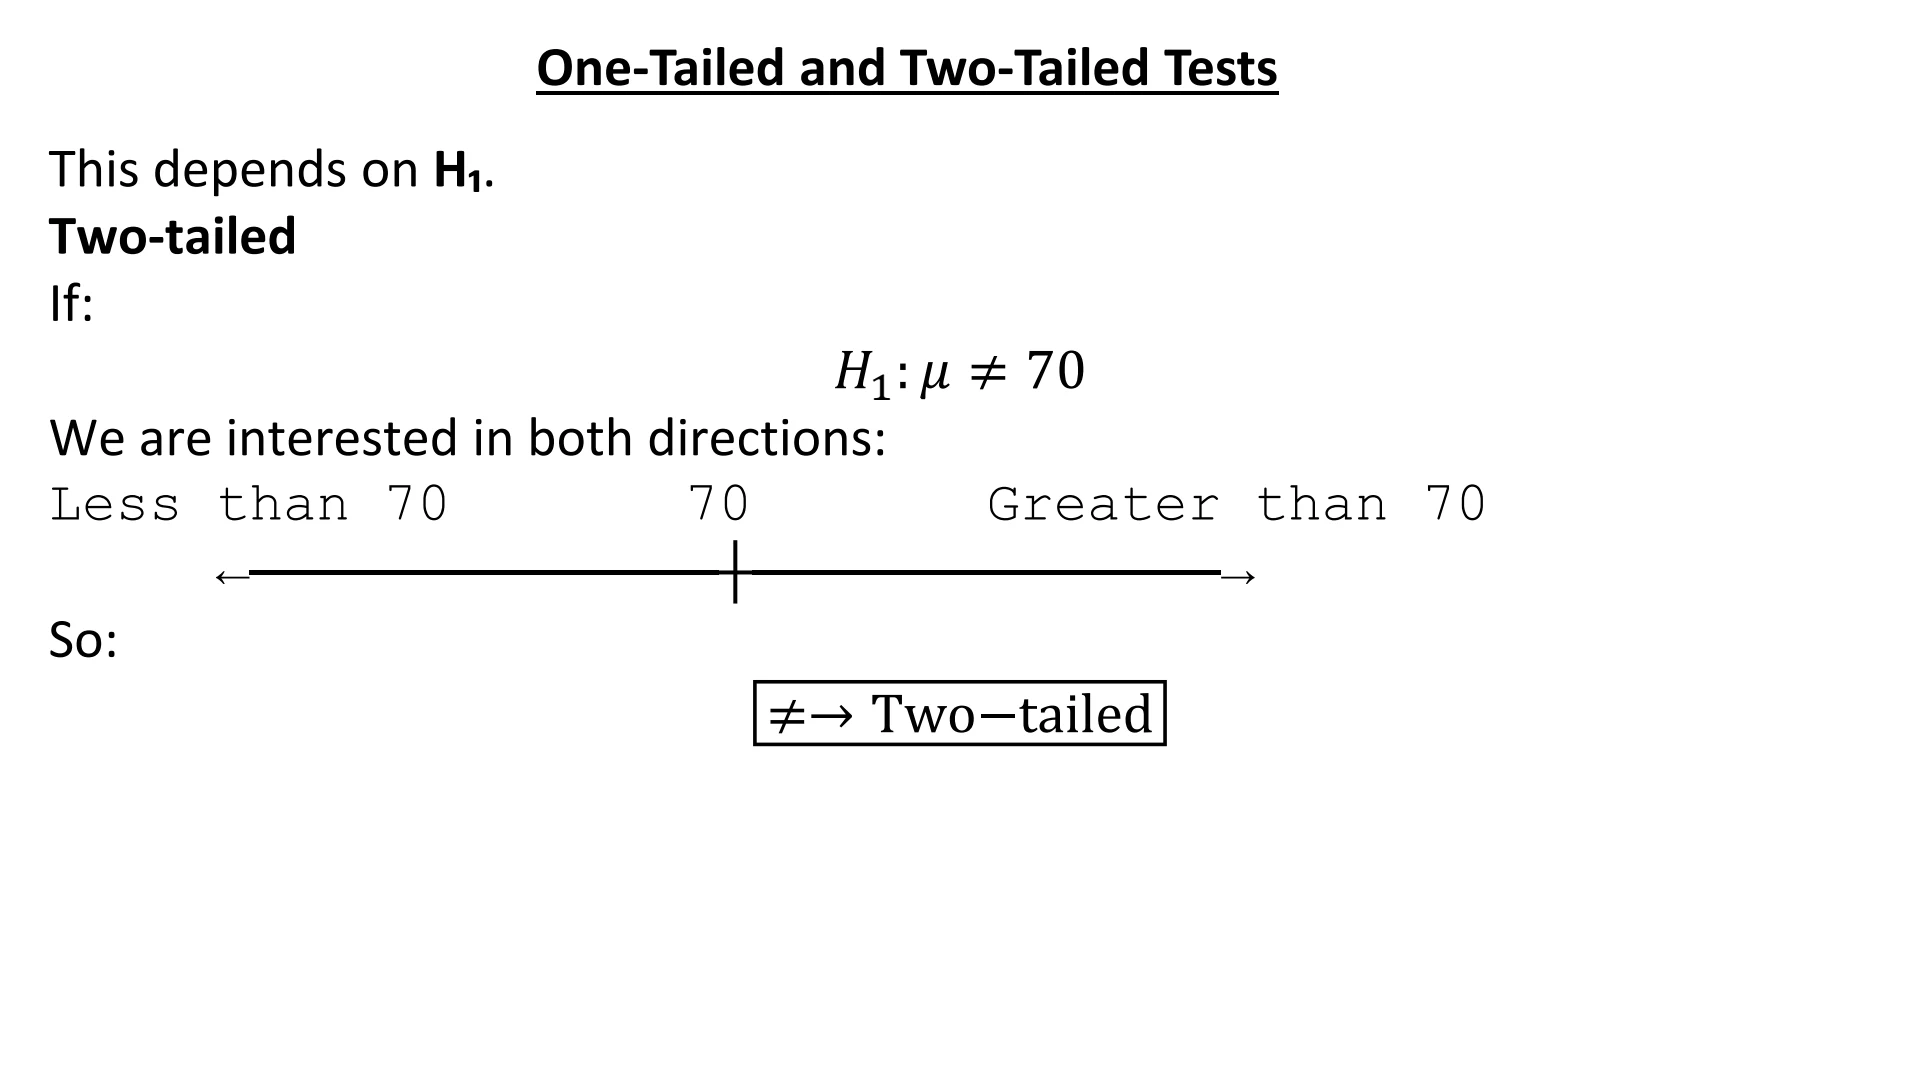 One-Tailed and Two-Tailed Tests
This depends on H₁.
Two-tailed
If:
H₁: μ ≠ 70
We are interested in both directions:
Less than 70 70 Greater than 70
←────────|────────→
So:
≠→ Two−tailed